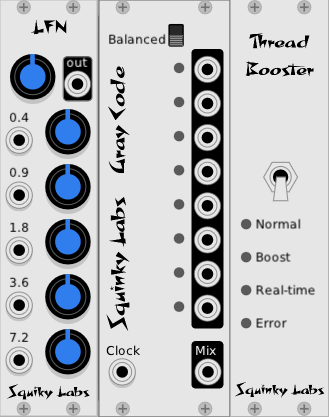 LFN
out
0.4
0.9
1.8
3.6
7.2
Squiky Labs
Balanced
Gray Code
Squinky Labs
Clock
Mix
Thread
Booster
Normal
Boost
Real-time
Error
Squinky Labs